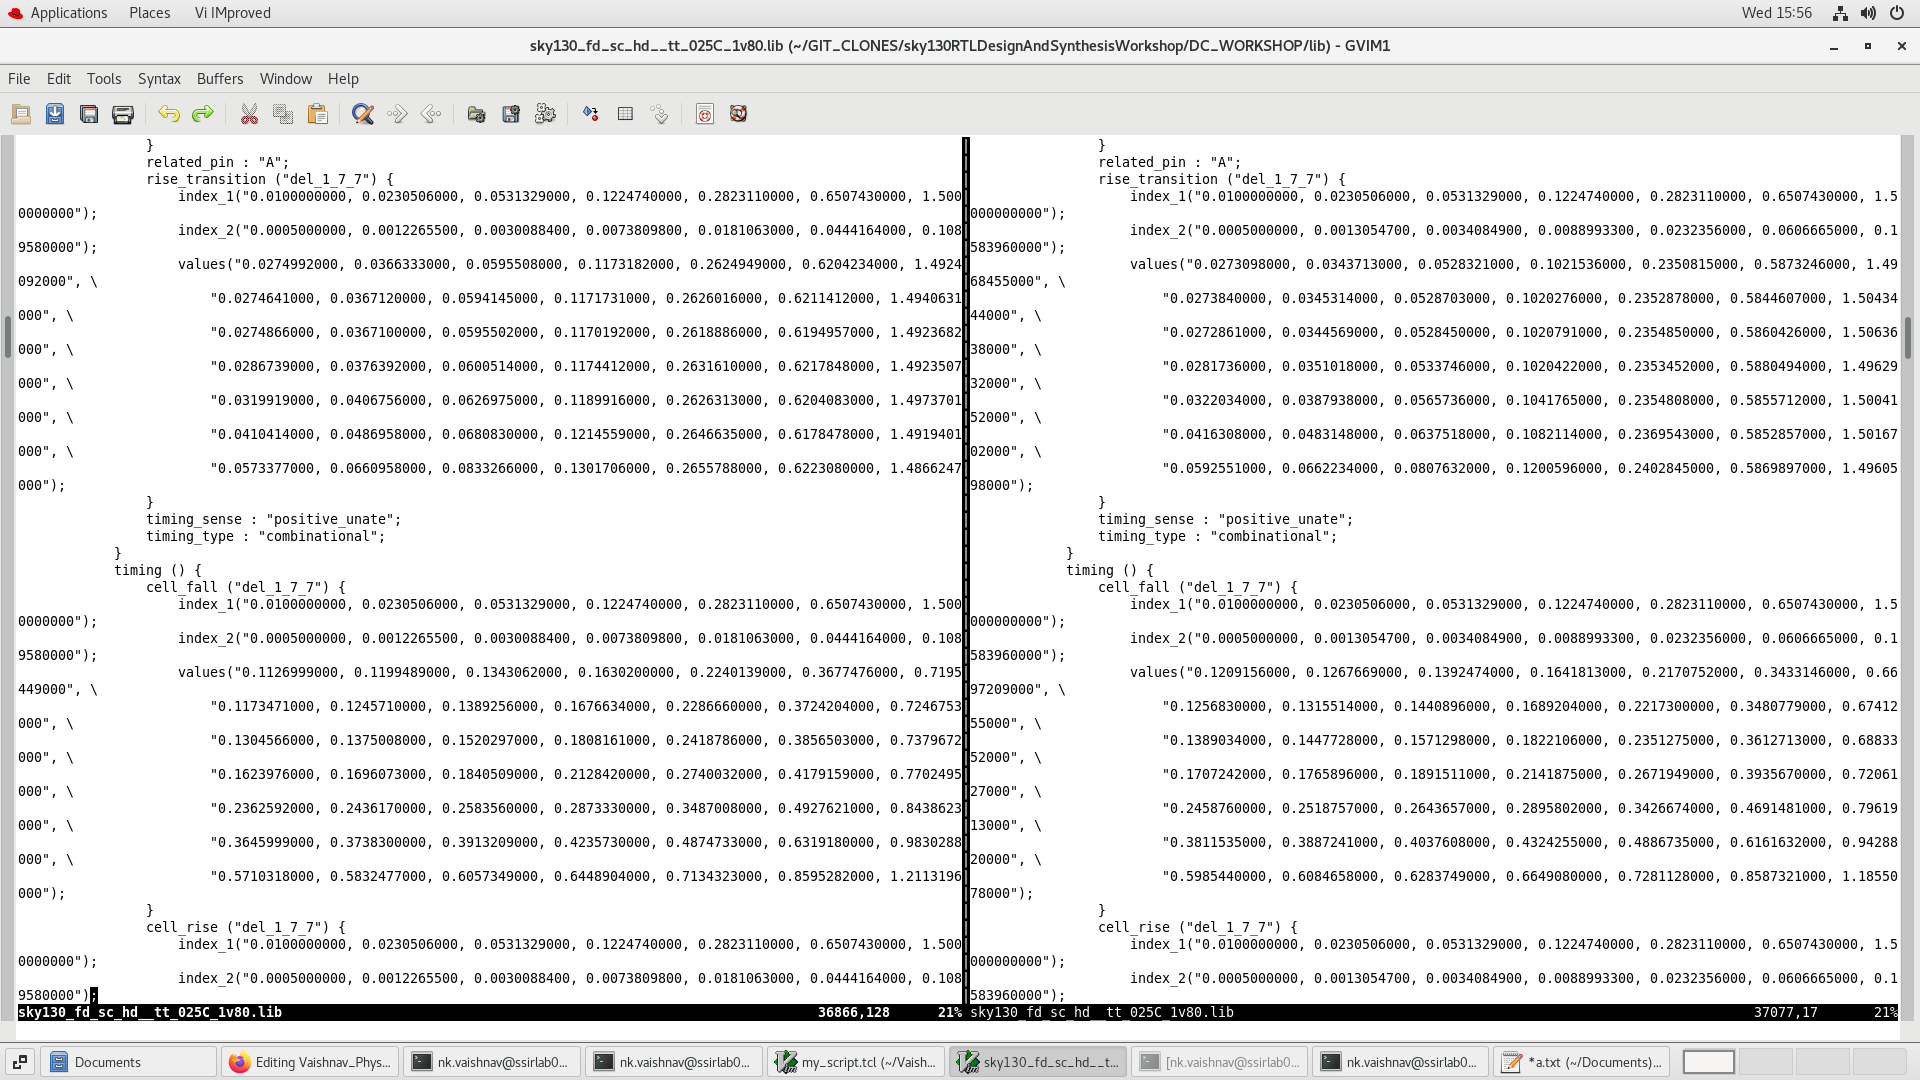 Applications Places Vi IMproved Wed 15:56
sky130_fd_sc_hd__tt_025C_1v80.lib (~/GIT_CLONES/sky130RTLDesignAndSynthesisWorkshop/DC_WORKSHOP/lib) - GVIM1
File Edit Tools Syntax Buffers Window Help
}
related_pin : "A";
rise_transition ("del_1_7_7") {
index_1("0.0100000000, 0.0230506000, 0.0531329000, 0.1224740000, 0.2823110000, 0.6507430000, 1.500
0000000");
index_2("0.0005000000, 0.0012265500, 0.0030088400, 0.0073809800, 0.0181063000, 0.0444164000, 0.108
9580000");
values("0.0274992000, 0.0366333000, 0.0595508000, 0.1173182000, 0.2624949000, 0.6204234000, 1.4924
092000", \
"0.0274641000, 0.0367120000, 0.0594145000, 0.1171731000, 0.2626016000, 0.6211412000, 1.4940631
000", \
"0.0274866000, 0.0367100000, 0.0595502000, 0.1170192000, 0.2618886000, 0.6194957000, 1.4923682
000", \
"0.0286739000, 0.0376392000, 0.0600514000, 0.1174412000, 0.2631610000, 0.6217848000, 1.4923507
000", \
"0.0319919000, 0.0406756000, 0.0626975000, 0.1189916000, 0.2626313000, 0.6204083000, 1.4973701
000", \
"0.0410414000, 0.0486958000, 0.0680830000, 0.1214559000, 0.2646635000, 0.6178478000, 1.4919401
000", \
"0.0573377000, 0.0660958000, 0.0833266000, 0.1301706000, 0.2655788000, 0.6223080000, 1.4866247
000");
}
timing_sense : "positive_unate";
timing_type : "combinational";
}
timing () {
cell_fall ("del_1_7_7") {
index_1("0.0100000000, 0.0230506000, 0.0531329000, 0.1224740000, 0.2823110000, 0.6507430000, 1.500
0000000");
index_2("0.0005000000, 0.0012265500, 0.0030088400, 0.0073809800, 0.0181063000, 0.0444164000, 0.108
9580000");
values("0.1126999000, 0.1199489000, 0.1343062000, 0.1630200000, 0.2240139000, 0.3677476000, 0.7195
449000", \
"0.1173471000, 0.1245710000, 0.1389256000, 0.1676634000, 0.2286660000, 0.3724204000, 0.7246753
000", \
"0.1304566000, 0.1375008000, 0.1520297000, 0.1808161000, 0.2418786000, 0.3856503000, 0.7379672
000", \
"0.1623976000, 0.1696073000, 0.1840509000, 0.2128420000, 0.2740032000, 0.4179159000, 0.7702495
000", \
"0.2362592000, 0.2436170000, 0.2583560000, 0.2873330000, 0.3487008000, 0.4927621000, 0.8438623
000", \
"0.3645999000, 0.3738300000, 0.3913209000, 0.4235730000, 0.4874733000, 0.6319180000, 0.9830288
000", \
"0.5710318000, 0.5832477000, 0.6057349000, 0.6448904000, 0.7134323000, 0.8595282000, 1.2113196
000");
}
cell_rise ("del_1_7_7") {
index_1("0.0100000000, 0.0230506000, 0.0531329000, 0.1224740000, 0.2823110000, 0.6507430000, 1.500
0000000");
index_2("0.0005000000, 0.0012265500, 0.0030088400, 0.0073809800, 0.0181063000, 0.0444164000, 0.108
9580000");
sky130_fd_sc_hd__tt_025C_1v80.lib 36866,128 21%
}
related_pin : "A";
rise_transition ("del_1_7_7") {
index_1("0.0100000000, 0.0230506000, 0.0531329000, 0.1224740000, 0.2823110000, 0.6507430000, 1.5
000000000");
index_2("0.0005000000, 0.0013054700, 0.0034084900, 0.0088993300, 0.0232356000, 0.0606665000, 0.1
583960000");
values("0.0273098000, 0.0343713000, 0.0528321000, 0.1021536000, 0.2350815000, 0.5873246000, 1.49
68455000", \
"0.0273840000, 0.0345314000, 0.0528703000, 0.1020276000, 0.2352878000, 0.5844607000, 1.50434
44000", \
"0.0272861000, 0.0344569000, 0.0528450000, 0.1020791000, 0.2354850000, 0.5860426000, 1.50636
38000", \
"0.0281736000, 0.0351018000, 0.0533746000, 0.1020422000, 0.2353452000, 0.5880494000, 1.49629
32000", \
"0.0322034000, 0.0387938000, 0.0565736000, 0.1041765000, 0.2354808000, 0.5855712000, 1.50041
52000", \
"0.0416308000, 0.0483148000, 0.0637518000, 0.1082114000, 0.2369543000, 0.5852857000, 1.50167
02000", \
"0.0592551000, 0.0662234000, 0.0807632000, 0.1200596000, 0.2402845000, 0.5869897000, 1.49605
98000");
}
timing_sense : "positive_unate";
timing_type : "combinational";
}
timing () {
cell_fall ("del_1_7_7") {
index_1("0.0100000000, 0.0230506000, 0.0531329000, 0.1224740000, 0.2823110000, 0.6507430000, 1.5
000000000");
index_2("0.0005000000, 0.0013054700, 0.0034084900, 0.0088993300, 0.0232356000, 0.0606665000, 0.1
583960000");
values("0.1209156000, 0.1267669000, 0.1392474000, 0.1641813000, 0.2170752000, 0.3433146000, 0.66
97209000", \
"0.1256830000, 0.1315514000, 0.1440896000, 0.1689204000, 0.2217300000, 0.3480779000, 0.67412
55000", \
"0.1389034000, 0.1447728000, 0.1571298000, 0.1822106000, 0.2351275000, 0.3612713000, 0.68833
52000", \
"0.1707242000, 0.1765896000, 0.1891511000, 0.2141875000, 0.2671949000, 0.3935670000, 0.72061
27000", \
"0.2458760000, 0.2518757000, 0.2643657000, 0.2895802000, 0.3426674000, 0.4691481000, 0.79619
13000", \
"0.3811535000, 0.3887241000, 0.4037608000, 0.4324255000, 0.4886735000, 0.6161632000, 0.94288
20000", \
"0.5985440000, 0.6084658000, 0.6283749000, 0.6649080000, 0.7281128000, 0.8587321000, 1.18550
78000");
}
cell_rise ("del_1_7_7") {
index_1("0.0100000000, 0.0230506000, 0.0531329000, 0.1224740000, 0.2823110000, 0.6507430000, 1.5
000000000");
index_2("0.0005000000, 0.0013054700, 0.0034084900, 0.0088993300, 0.0232356000, 0.0606665000, 0.1
583960000");
sky130_fd_sc_hd__tt_025C_1v80.lib 37077,17 21%
Documents Editing Vaishnav_Phys... nk.vaishnav@ssirlab0... nk.vaishnav@ssirlab0... my_script.tcl (~/Vaish... sky130_fd_sc_hd__t... [nk.vaishnav@ssirlab0... nk.vaishnav@ssirlab0... *a.txt (~/Documents)...